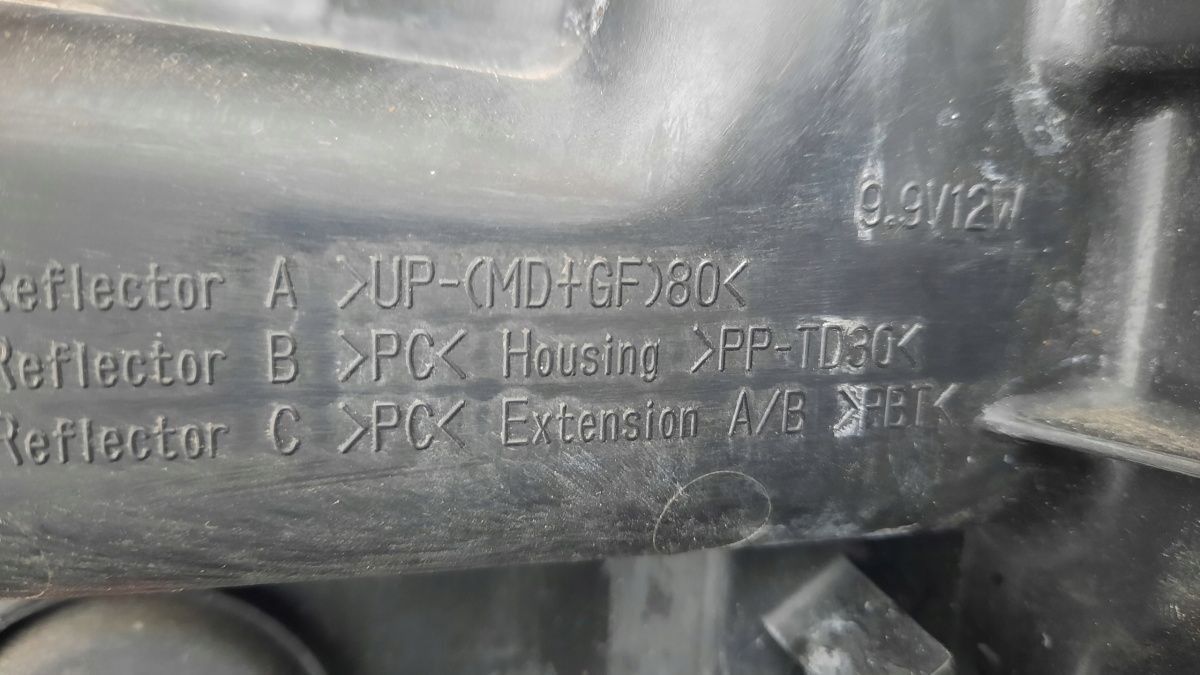 9.9V12W
Reflector A >UP-(MD+GF)80<
Reflector B >PC< Housing >PP-TD30<
Reflector C >PC< Extension A/B >PBT<